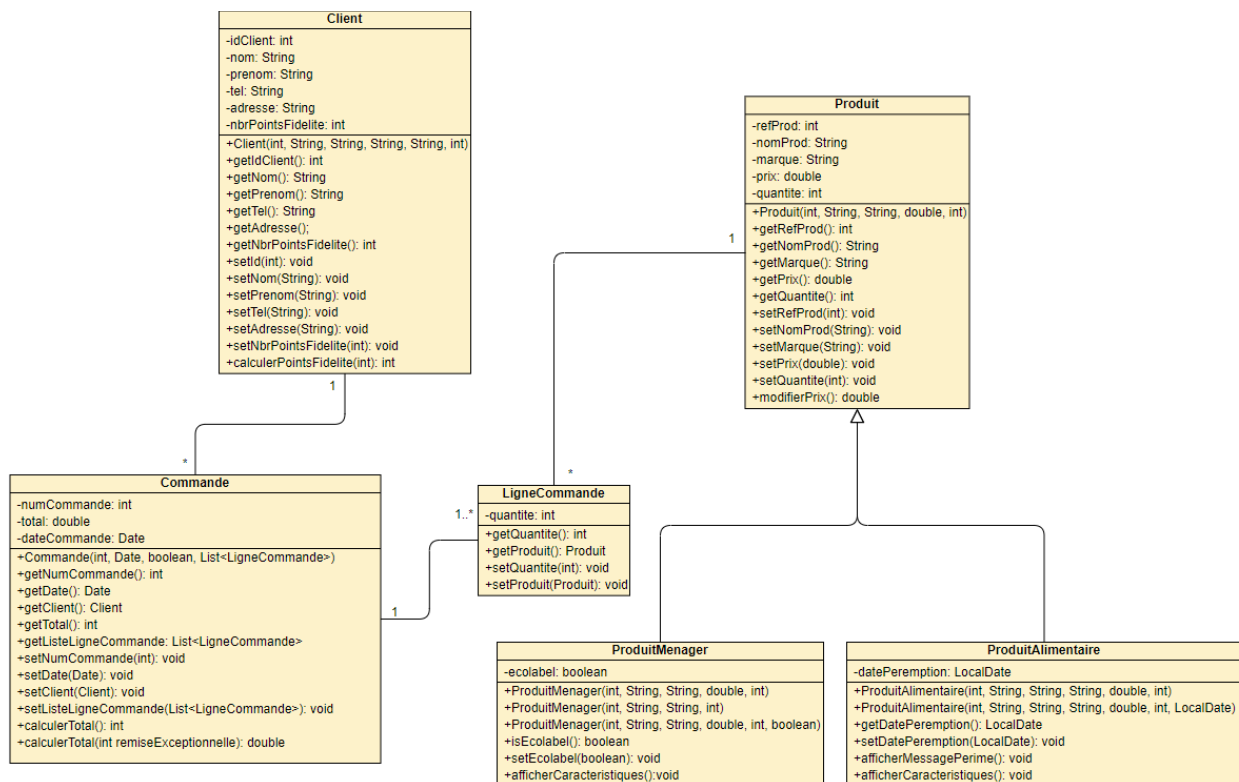 Client
-idClient: int
-nom: String
-prenom: String
-tel: String
-adresse: String
-nbrPointsFidelite: int
+Client(int, String, String, String, String, int)
+getIdClient(): int
+getNom(): String
+getPrenom(): String
+getTel(): String
+getAdresse();
+getNbrPointsFidelite(): int
+setId(int): void
+setNom(String): void
+setPrenom(String): void
+setTel(String): void
+setAdresse(String): void
+setNbrPointsFidelite(int): void
+calculerPointsFidelite(int): int
1
*
Produit
-refProd: int
-nomProd: String
-marque: String
-prix: double
-quantite: int
+Produit(int, String, String, double, int)
+getRefProd(): int
+getNomProd(): String
+getMarque(): String
+getPrix(): double
+getQuantite(): int
+setRefProd(int): void
+setNomProd(String): void
+setMarque(String): void
+setPrix(double): void
+setQuantite(int): void
+modifierPrix(): double
1
*
Commande
-numCommande: int
-total: double
-dateCommande: Date
+Commande(int, Date, boolean, List<LigneCommande>)
+getNumCommande(): int
+getDate(): Date
+getClient(): Client
+getTotal(): int
+getListeLigneCommande: List<LigneCommande>
+setNumCommande(int): void
+setDate(Date): void
+setClient(Client): void
+setListeLigneCommande(List<LigneCommande>): void
+calculerTotal(): int
+calculerTotal(int remiseExceptionnelle): double
1
1..*
LigneCommande
-quantite: int
+getQuantite(): int
+getProduit(): Produit
+setQuantite(int): void
+setProduit(Produit): void
ProduitMenager
-ecolabel: boolean
+ProduitMenager(int, String, String, double, int)
+ProduitMenager(int, String, String, int)
+ProduitMenager(int, String, String, double, int, boolean)
+isEcolabel(): boolean
+setEcolabel(boolean): void
+afficherCaracteristiques():void
ProduitAlimentaire
-datePeremption: LocalDate
+ProduitAlimentaire(int, String, String, String, double, int)
+ProduitAlimentaire(int, String, String, String, double, int, LocalDate)
+getDatePeremption(): LocalDate
+setDatePeremption(LocalDate): void
+afficherMessagePerime(): void
+afficherCaracteristiques(): void